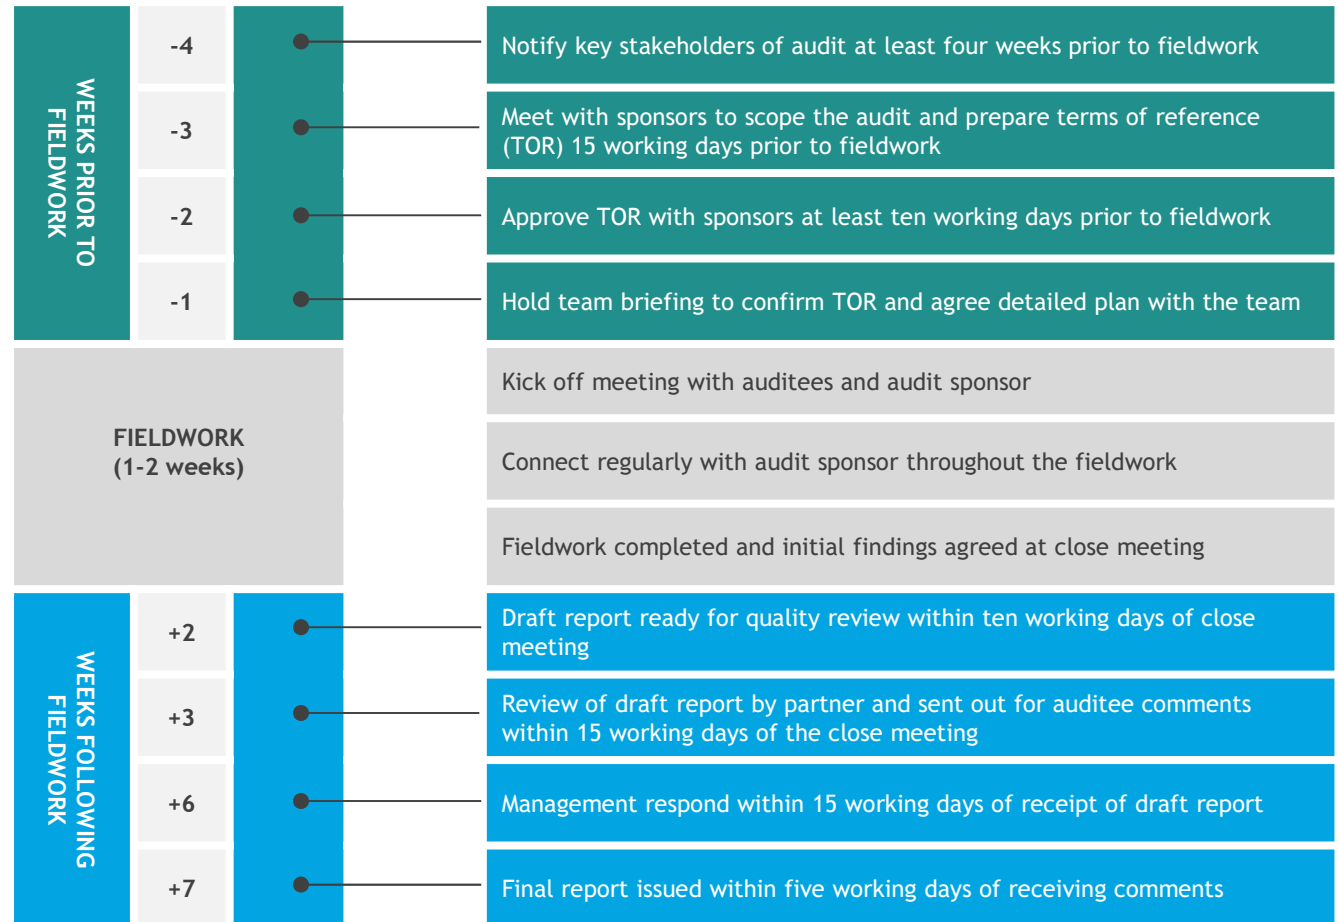 WEEKS PRIOR TO
FIELDWORK
-4
Notify key stakeholders of audit at least four weeks prior to fieldwork
-3
Meet with sponsors to scope the audit and prepare terms of reference
(TOR) 15 working days prior to fieldwork
-2
Approve TOR with sponsors at least ten working days prior to fieldwork
-1
Hold team briefing to confirm TOR and agree detailed plan with the team
FIELDWORK
(1-2 weeks)
Kick off meeting with auditees and audit sponsor
Connect regularly with audit sponsor throughout the fieldwork
Fieldwork completed and initial findings agreed at close meeting
WEEKS FOLLOWING
FIELDWORK
+2
Draft report ready for quality review within ten working days of close
meeting
+3
Review of draft report by partner and sent out for auditee comments
within 15 working days of the close meeting
+6
Management respond within 15 working days of receipt of draft report
+7
Final report issued within five working days of receiving comments